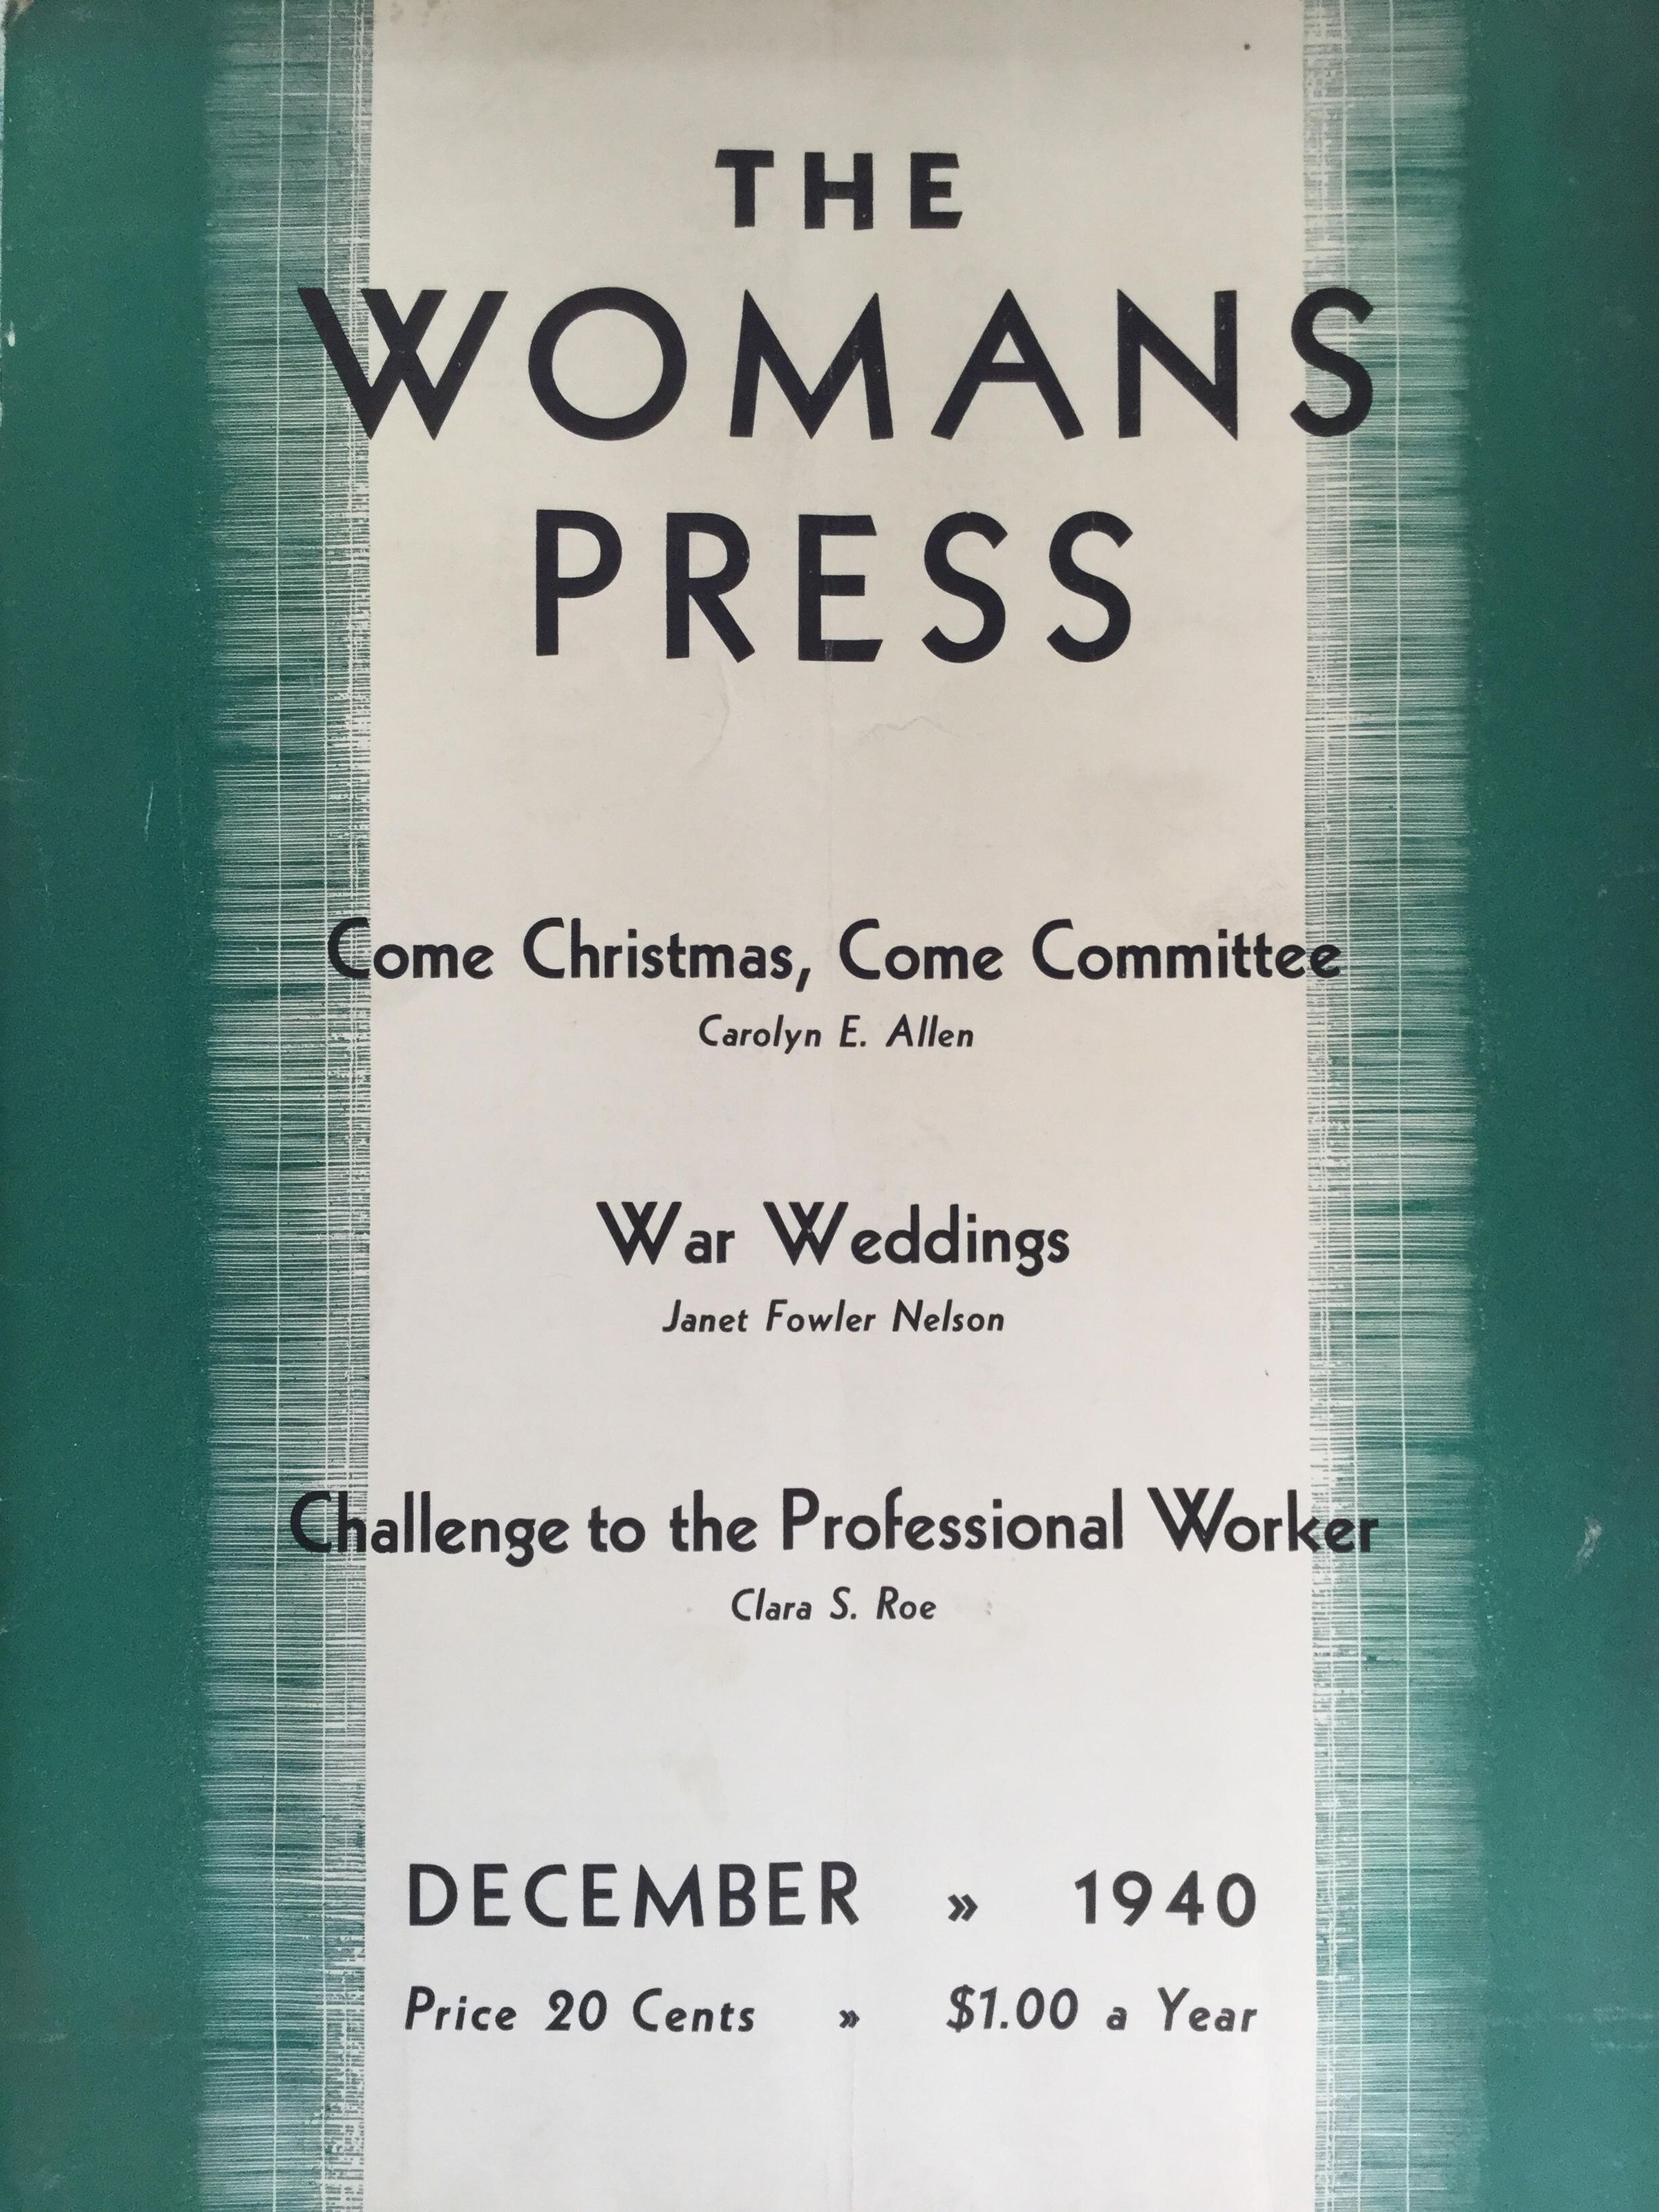 THE
WOMANS
PRESS
Come Christmas, Come Committee
Carolyn E. Allen
War Weddings
Janet Fowler Nelson
Challenge to the Professional Worker
Clara S. Roe
DECEMBER » 1940
Price 20 Cents » $1.00 a Year